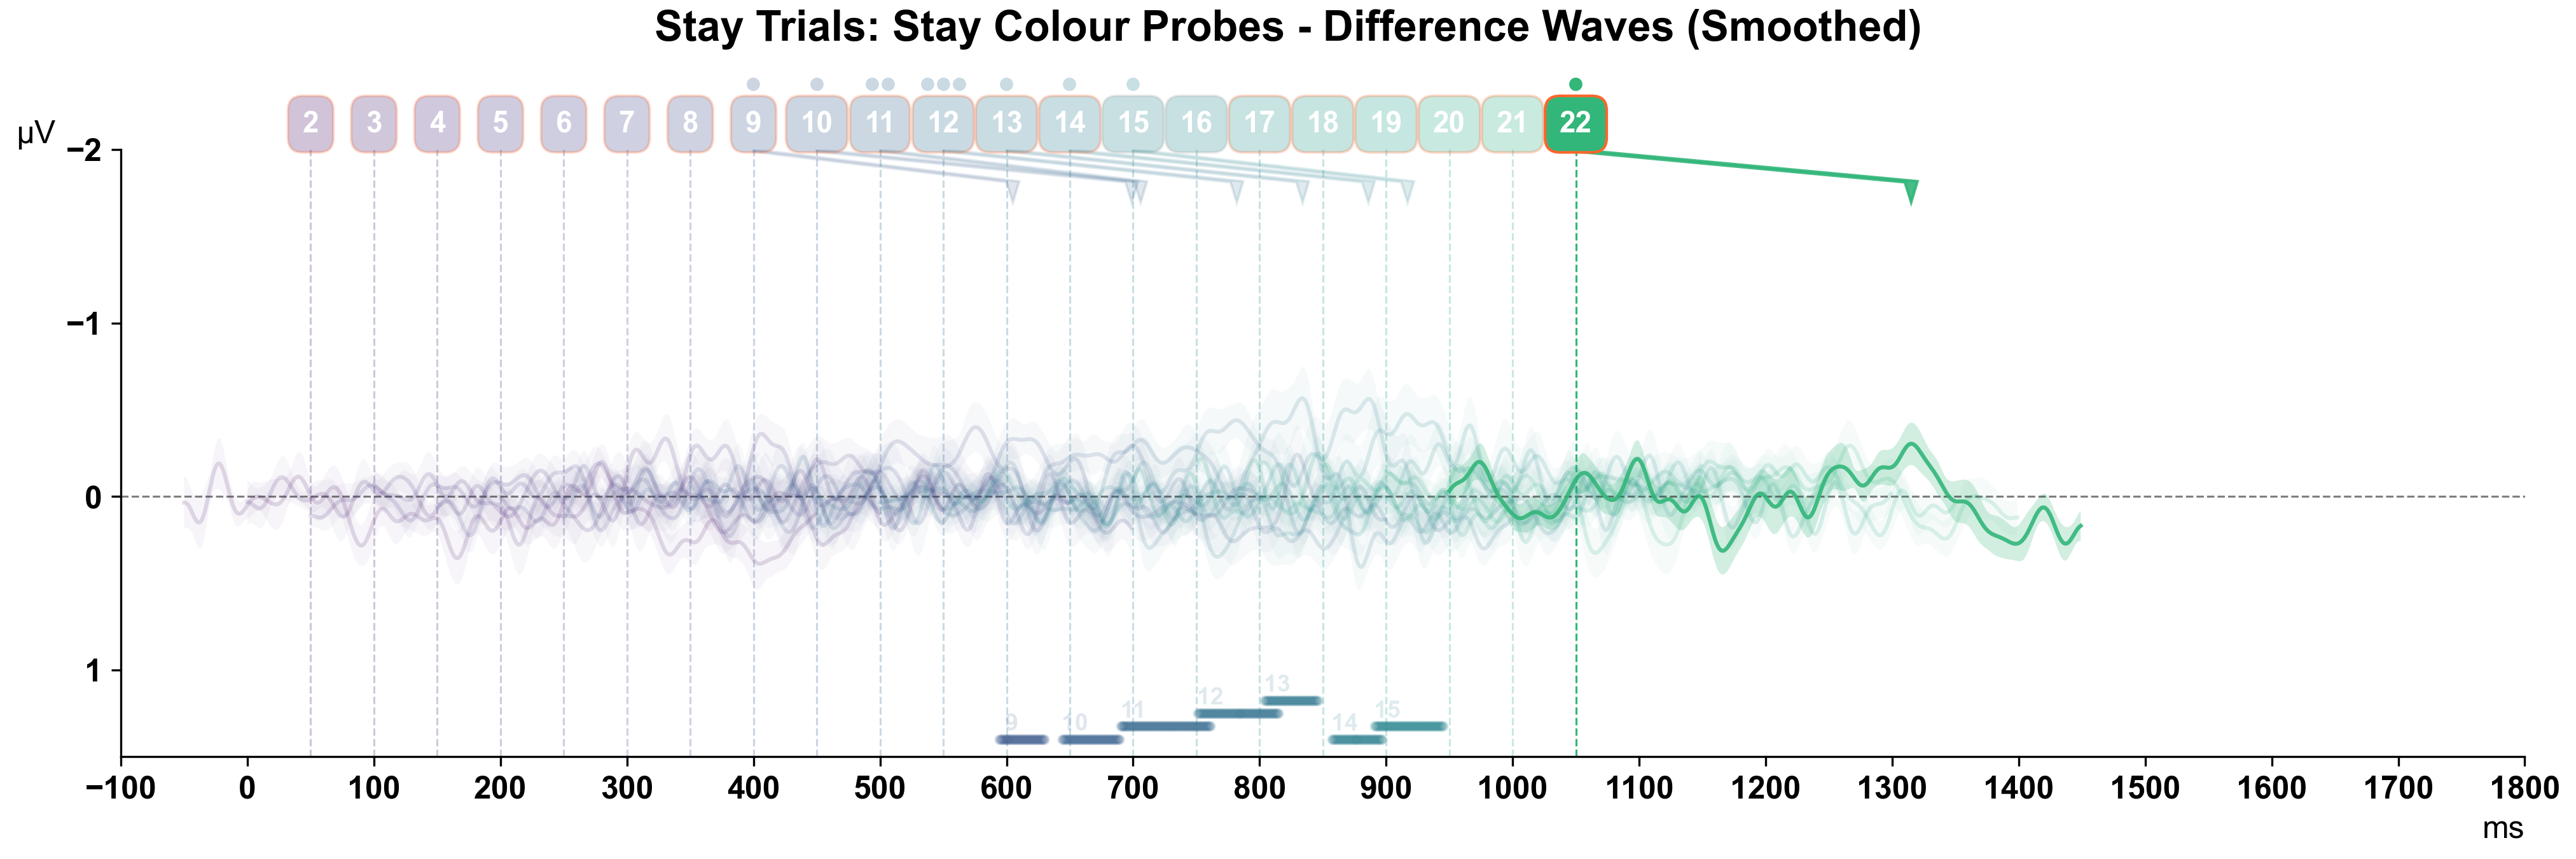 Stay Trials: Stay Colour Probes - Difference Waves (Smoothed)
2 3 4 5 6 7 8 9 10 11 12 13 14 15 16 17 18 19 20 21 22
µV
−2
−1
0
1
13
12
11
9 10 14 15
−100 0 100 200 300 400 500 600 700 800 900 1000 1100 1200 1300 1400 1500 1600 1700 1800
ms